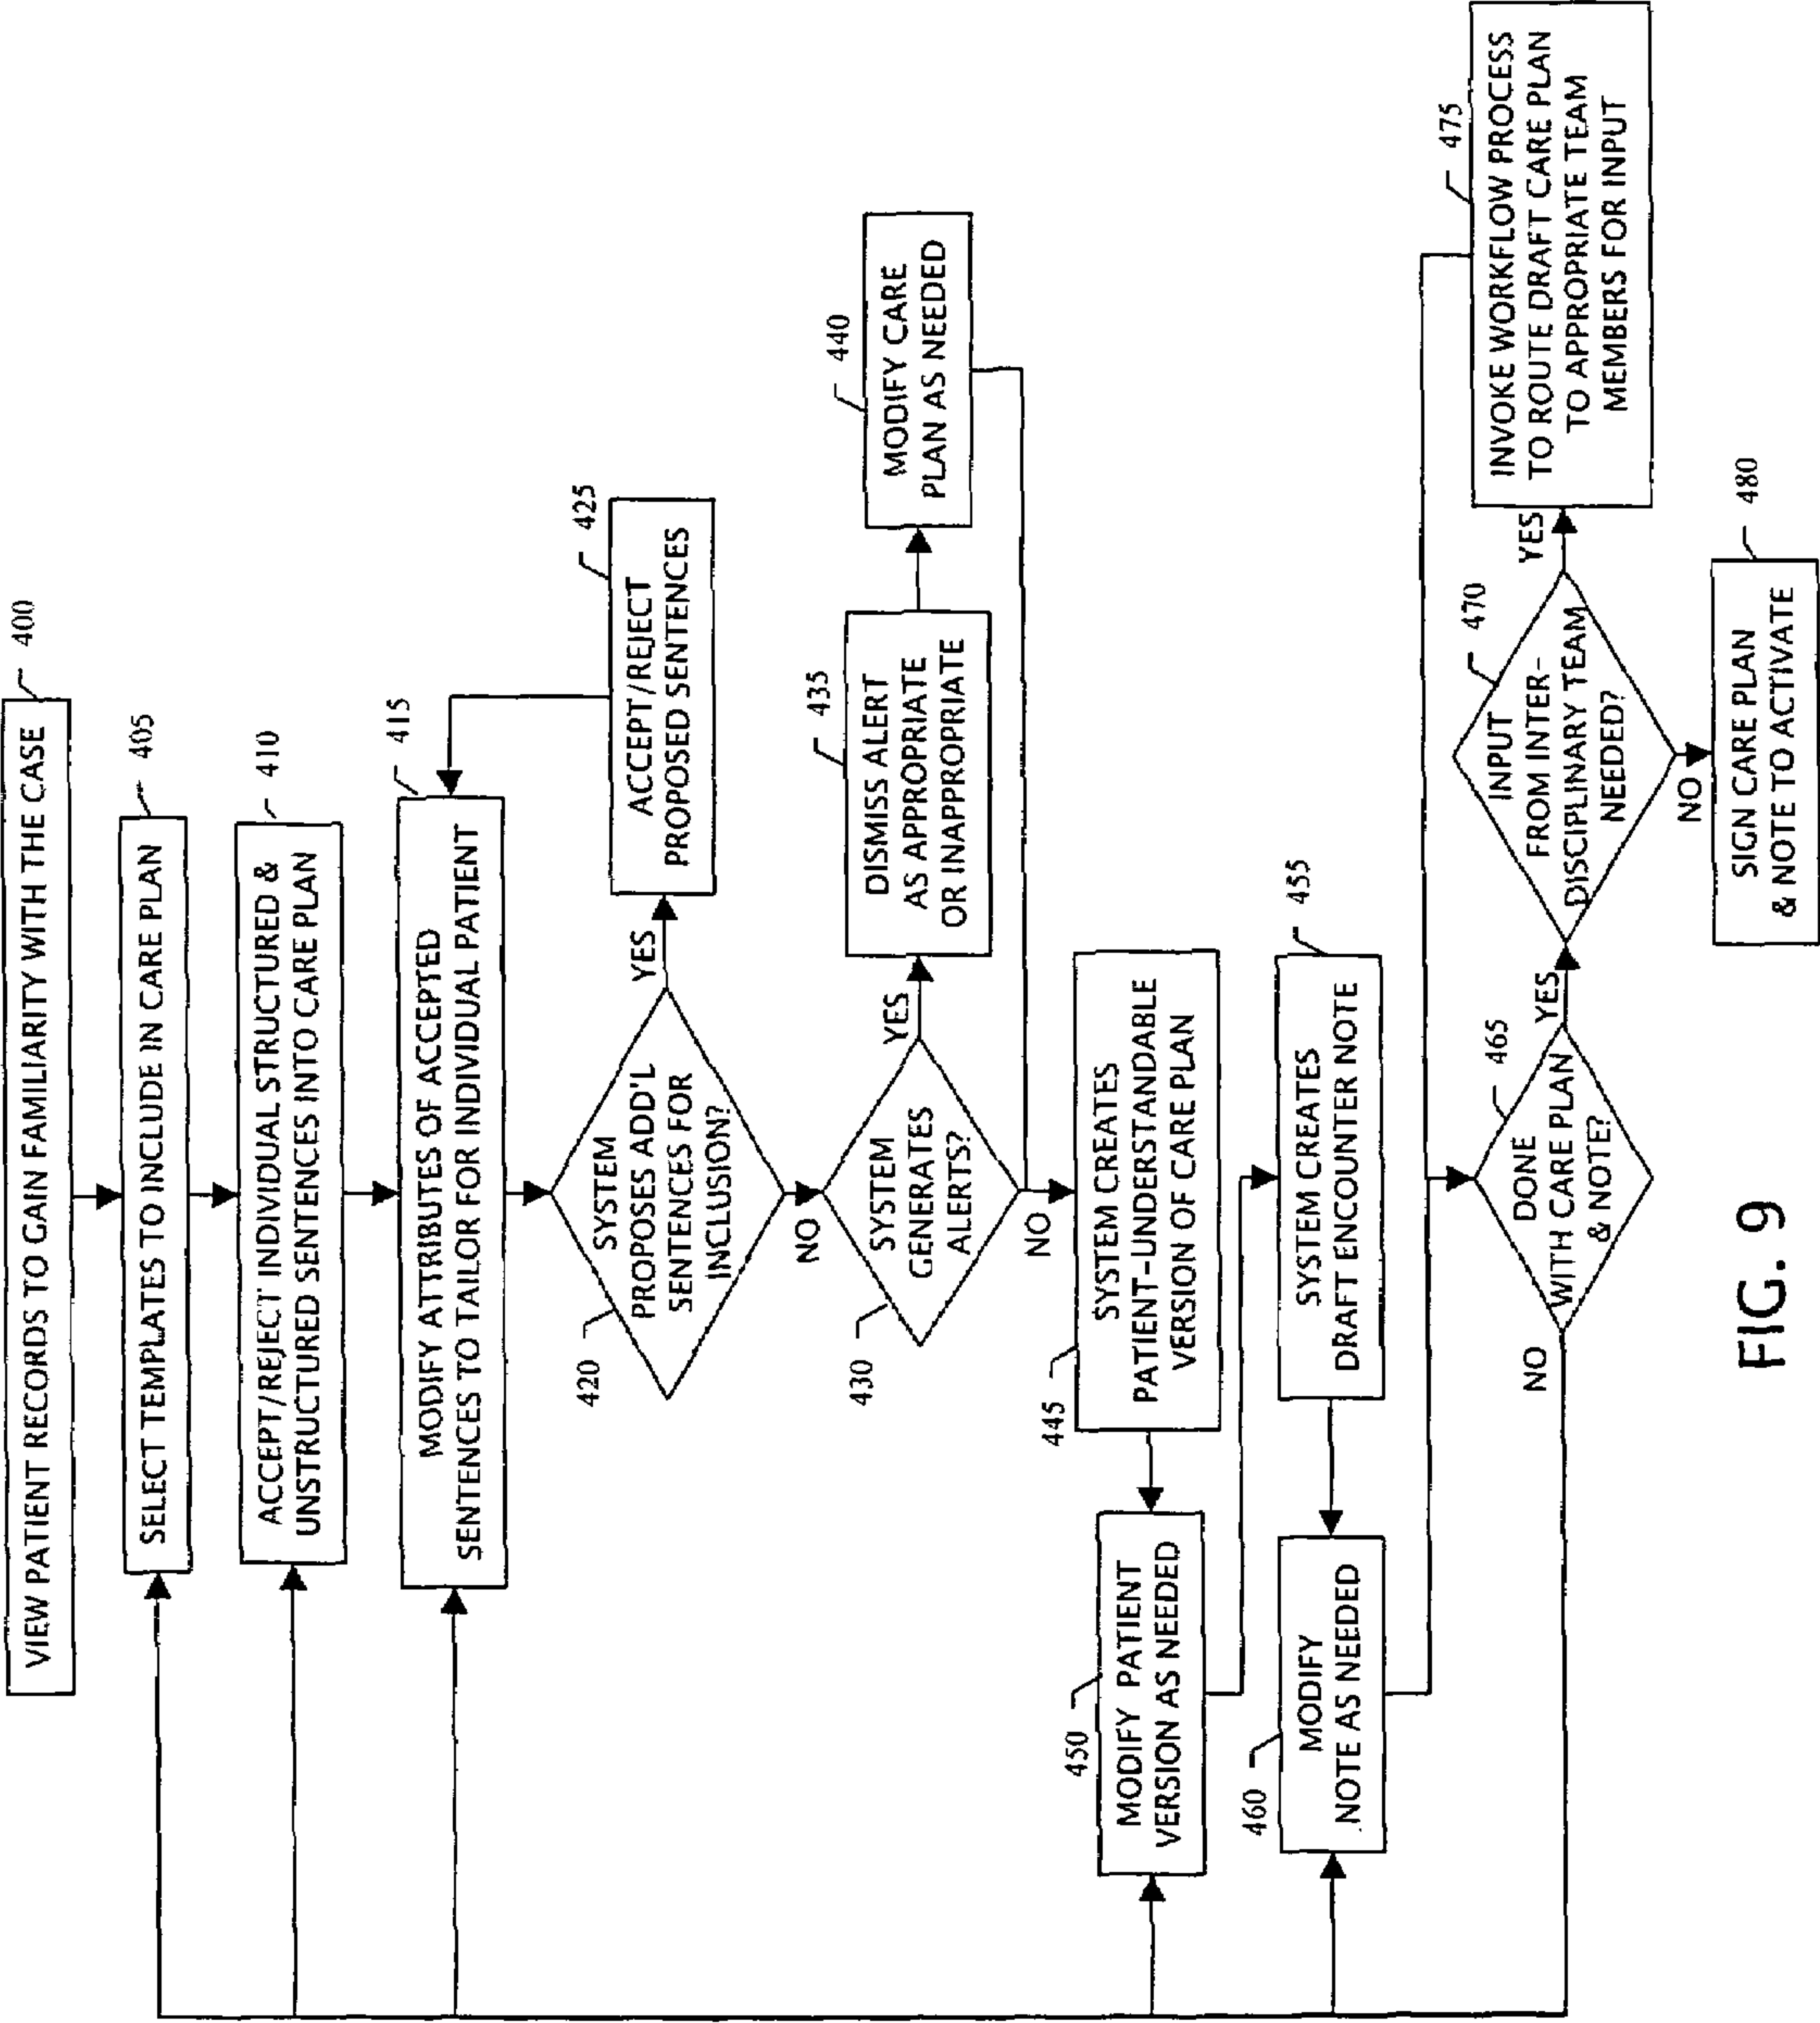 400
VIEW PATIENT RECORDS TO GAIN FAMILIARITY WITH THE CASE
405
SELECT TEMPLATES TO INCLUDE IN CARE PLAN
410
ACCEPT/REJECT INDIVIDUAL STRUCTURED &
UNSTRUCTURED SENTENCES INTO CARE PLAN
415
MODIFY ATTRIBUTES OF ACCEPTED
SENTENCES TO TAILOR FOR INDIVIDUAL PATIENT
420
SYSTEM
PROPOSES ADD'L
SENTENCES FOR
INCLUSION?
YES
425
ACCEPT/REJECT
PROPOSED SENTENCES
NO
430
SYSTEM
GENERATES
ALERTS?
YES
435
DISMISS ALERT
AS APPROPRIATE
OR INAPPROPRIATE
440
MODIFY CARE
PLAN AS NEEDED
NO
445
SYSTEM CREATES
PATIENT-UNDERSTANDABLE
VERSION OF CARE PLAN
450
MODIFY PATIENT
VERSION AS NEEDED
455
SYSTEM CREATES
DRAFT ENCOUNTER NOTE
460
MODIFY
NOTE AS NEEDED
465
DONE
WITH CARE PLAN
& NOTE?
NO
YES
470
INPUT
FROM INTER-
DISCIPLINARY TEAM
NEEDED?
YES
475
INVOKE WORKFLOW PROCESS
TO ROUTE DRAFT CARE PLAN
TO APPROPRIATE TEAM
MEMBERS FOR INPUT
NO
480
SIGN CARE PLAN
& NOTE TO ACTIVATE
FIG. 9